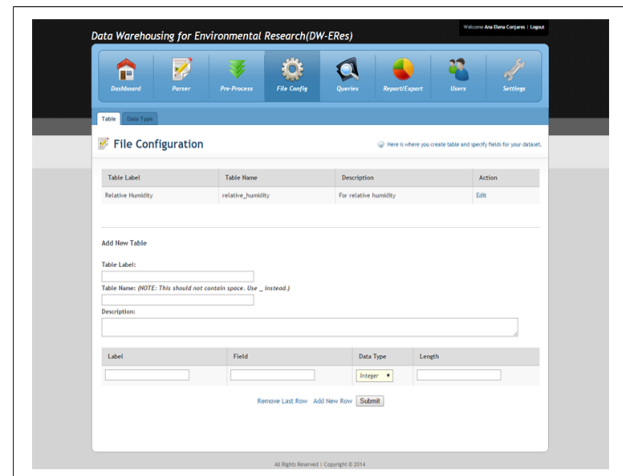 Welcome Ana Elena Conjares | Logout
Data Warehousing for Environmental Research(DW-ERes)
Dashboard Parser Pre-Process File Config Queries Report/Export Users Settings
Table Data Type
File Configuration
Here is where you create table and specify fields for your dataset.
Table Label Table Name Description Action
Relative Humidity relative_humidity For relative humidity Edit
Add New Table
Table Label:
Table Name: (NOTE: This should not contain space. Use _ instead.)
Description:
Label Field Data Type Length
Integer
Remove Last Row Add New Row Submit
All Rights Reserved | Copyright © 2014